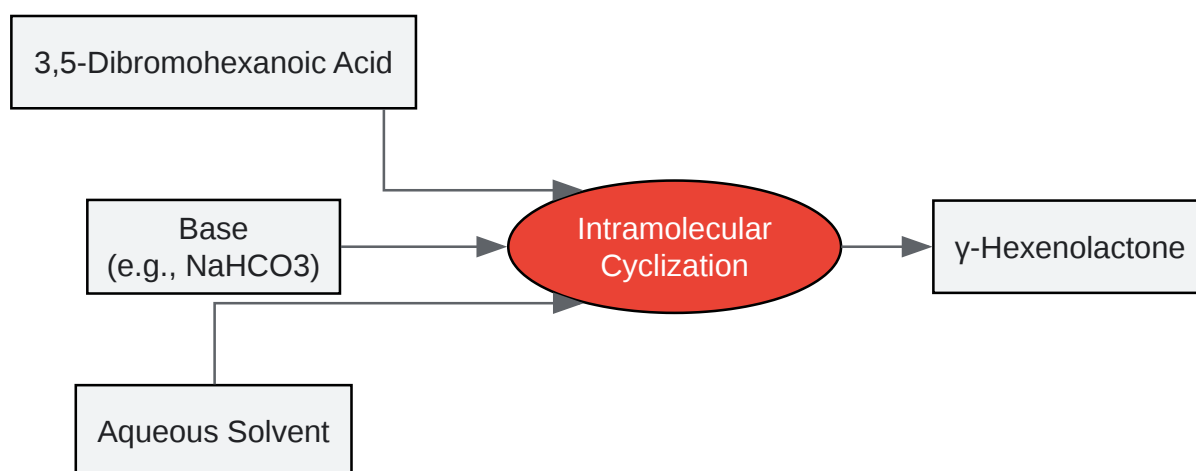 3,5-Dibromohexanoic Acid
Base
(e.g., NaHCO3)
Aqueous Solvent
Intramolecular
Cyclization
γ-Hexenolactone